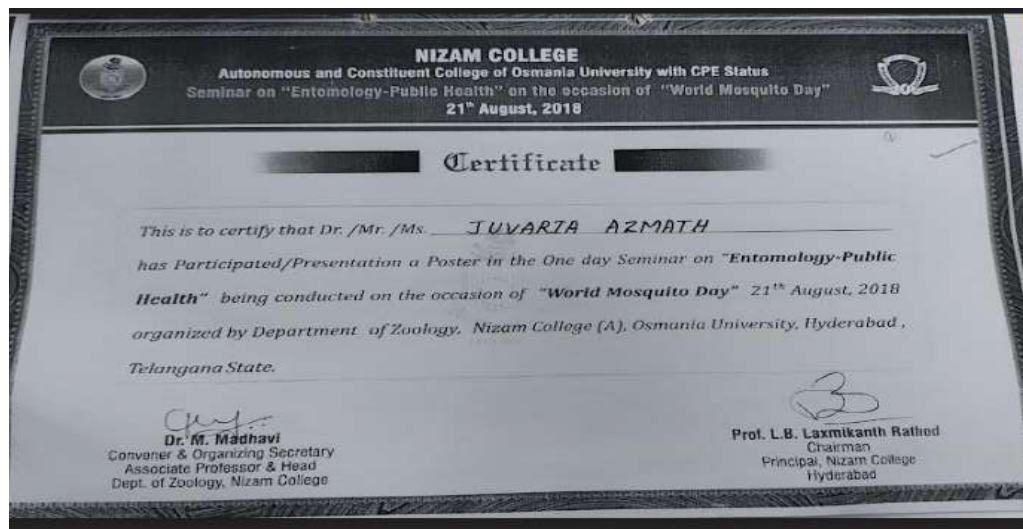 NIZAM COLLEGE
Autonomous and Constituent College of Osmania University with CPE Status
Seminar on "Entomology-Public Health" on the occasion of "World Mosquito Day"
21st August, 2018
Certificate
This is to certify that Dr. /Mr. /Ms. JUVARIA AZMATH
has Participated/Presentation a Poster in the One day Seminar on "Entomology-Public
Health" being conducted on the occasion of "World Mosquito Day" 21th August, 2018
organized by Department of Zoology, Nizam College (A), Osmania University, Hyderabad,
Telangana State.
Dr. M. Madhavi
Convener & Organizing Secretary
Associate Professor & Head
Dept. of Zoology, Nizam College
Prof. L.B. Laxmikanth Rathod
Chairman
Principal, Nizam College
Hyderabad